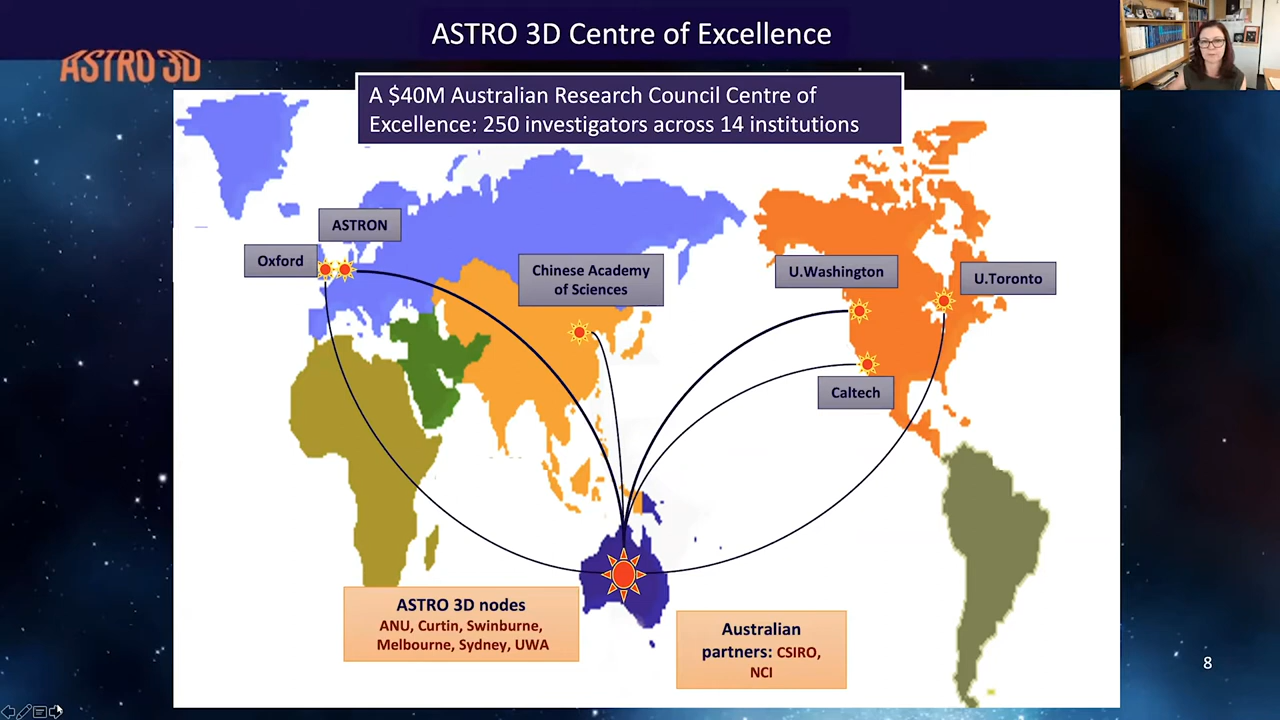 ASTRO 3D Centre of Excellence
ASTRO 3D
A $40M Australian Research Council Centre of
Excellence: 250 investigators across 14 institutions
ASTRON
Oxford
Chinese Academy
of Sciences
U.Washington
U.Toronto
Caltech
ASTRO 3D nodes
ANU, Curtin, Swinburne,
Melbourne, Sydney, UWA
Australian
partners: CSIRO,
NCI
8